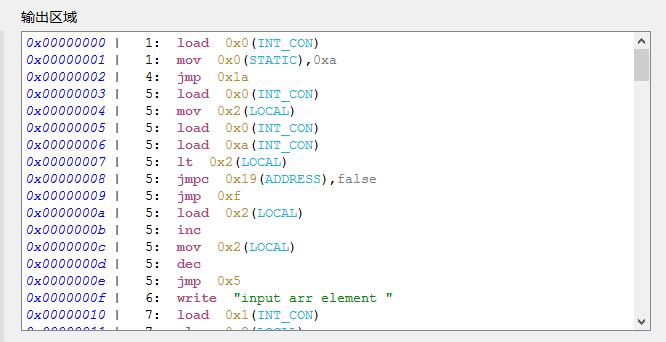 输出区域
0x00000000 | 1: load 0x0(INT_CON)
0x00000001 | 1: mov 0x0(STATIC),0xa
0x00000002 | 4: jmp 0x1a
0x00000003 | 5: load 0x0(INT_CON)
0x00000004 | 5: mov 0x2(LOCAL)
0x00000005 | 5: load 0x0(INT_CON)
0x00000006 | 5: load 0xa(INT_CON)
0x00000007 | 5: lt 0x2(LOCAL)
0x00000008 | 5: jmpc 0x19(ADDRESS),false
0x00000009 | 5: jmp 0xf
0x0000000a | 5: load 0x2(LOCAL)
0x0000000b | 5: inc
0x0000000c | 5: mov 0x2(LOCAL)
0x0000000d | 5: dec
0x0000000e | 5: jmp 0x5
0x0000000f | 6: write "input arr element "
0x00000010 | 7: load 0x1(INT_CON)